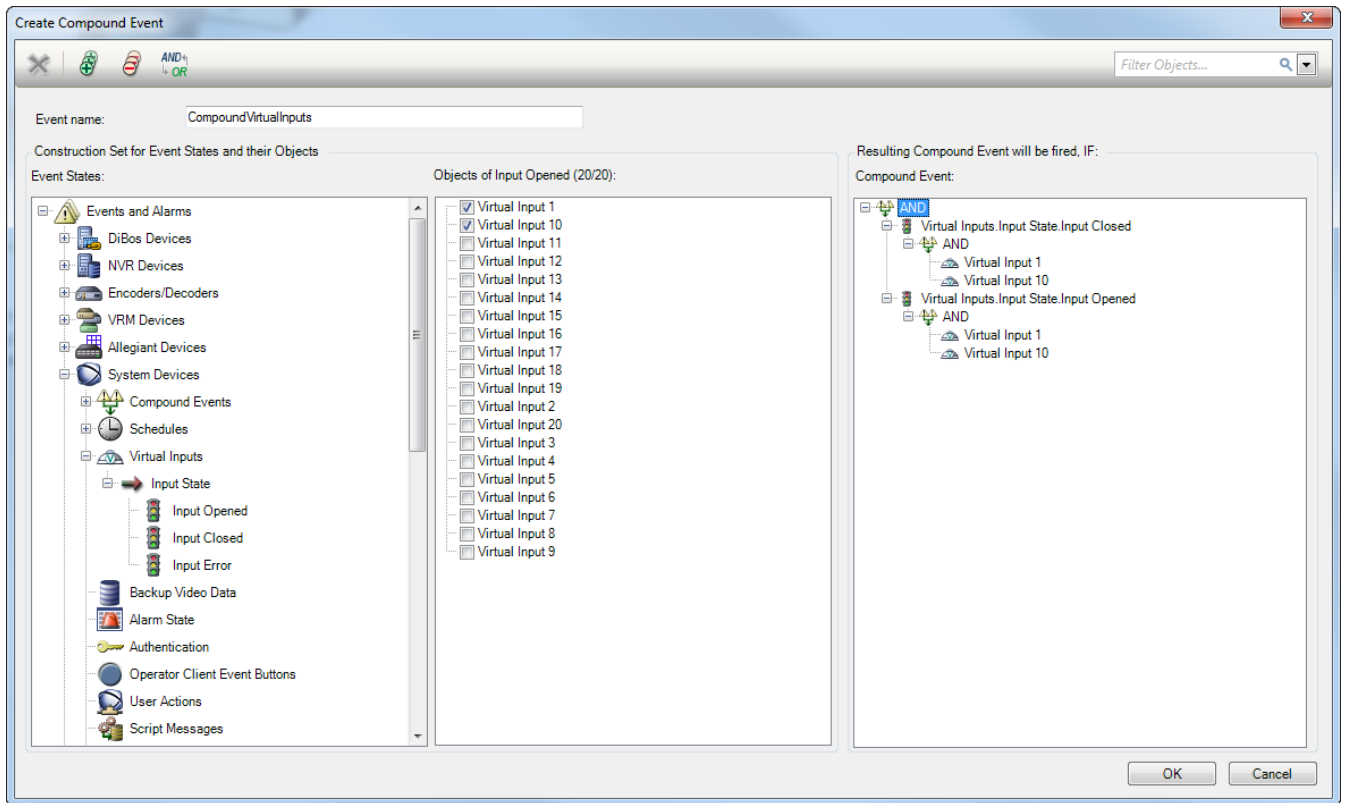 Create Compound Event
AND
OR
Filter Objects...
Event name:
CompoundVirtualInputs
Construction Set for Event States and their Objects
Resulting Compound Event will be fired, IF:
Event States:
Objects of Input Opened (20/20):
Compound Event:
Events and Alarms
DiBos Devices
NVR Devices
Encoders/Decoders
VRM Devices
Allegiant Devices
System Devices
Compound Events
Schedules
Virtual Inputs
Input State
Input Opened
Input Closed
Input Error
Backup Video Data
Alarm State
Authentication
Operator Client Event Buttons
User Actions
Script Messages
Virtual Input 1
Virtual Input 10
Virtual Input 11
Virtual Input 12
Virtual Input 13
Virtual Input 14
Virtual Input 15
Virtual Input 16
Virtual Input 17
Virtual Input 18
Virtual Input 19
Virtual Input 2
Virtual Input 20
Virtual Input 3
Virtual Input 4
Virtual Input 5
Virtual Input 6
Virtual Input 7
Virtual Input 8
Virtual Input 9
AND
Virtual Inputs.Input State.Input Closed
AND
Virtual Input 1
Virtual Input 10
Virtual Inputs.Input State.Input Opened
AND
Virtual Input 1
Virtual Input 10
OK
Cancel